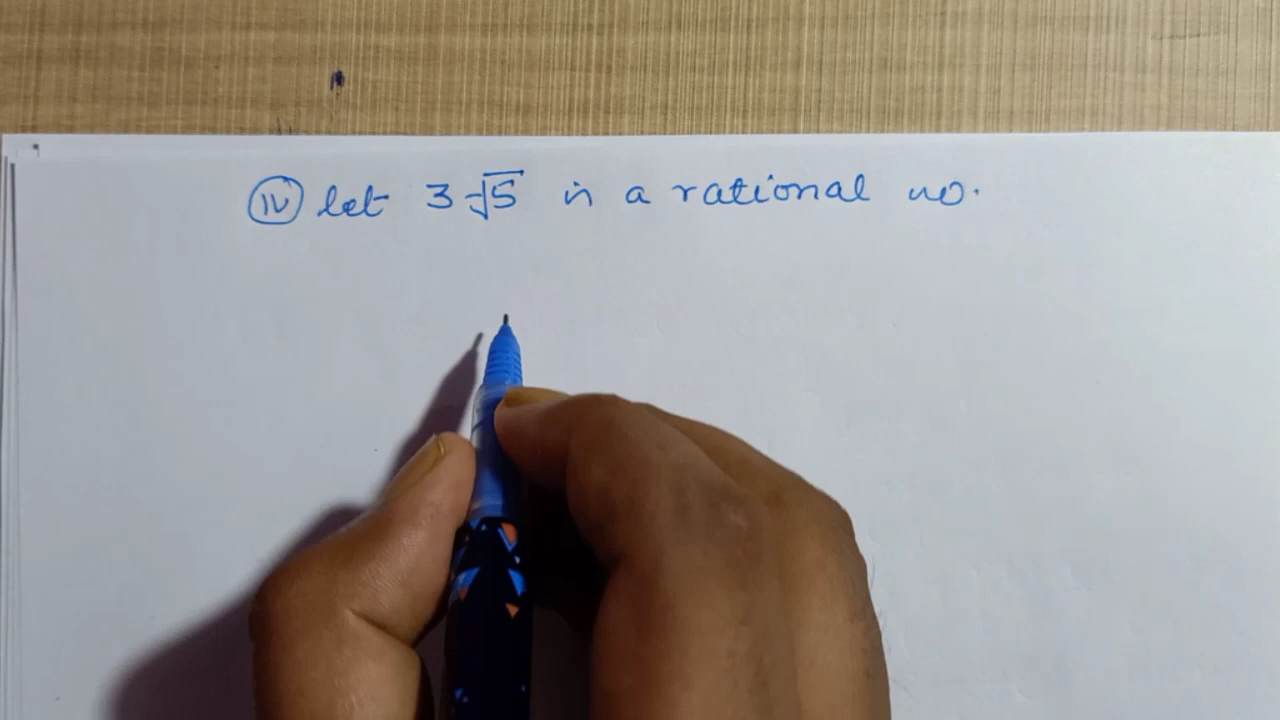 (iv) let 3√5 is a rational no.